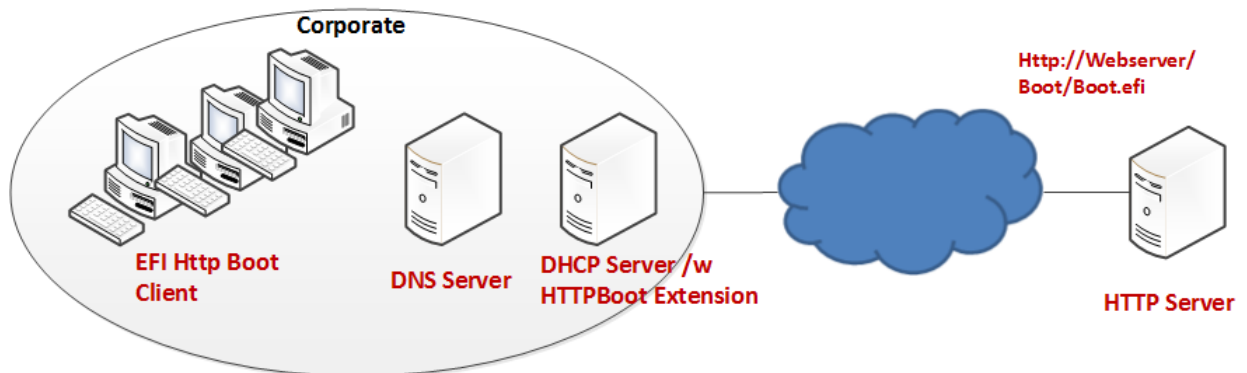 Corporate
Http://Webserver/
Boot/Boot.efi
EFI Http Boot
Client
DNS Server
DHCP Server /w
HTTPBoot Extension
HTTP Server